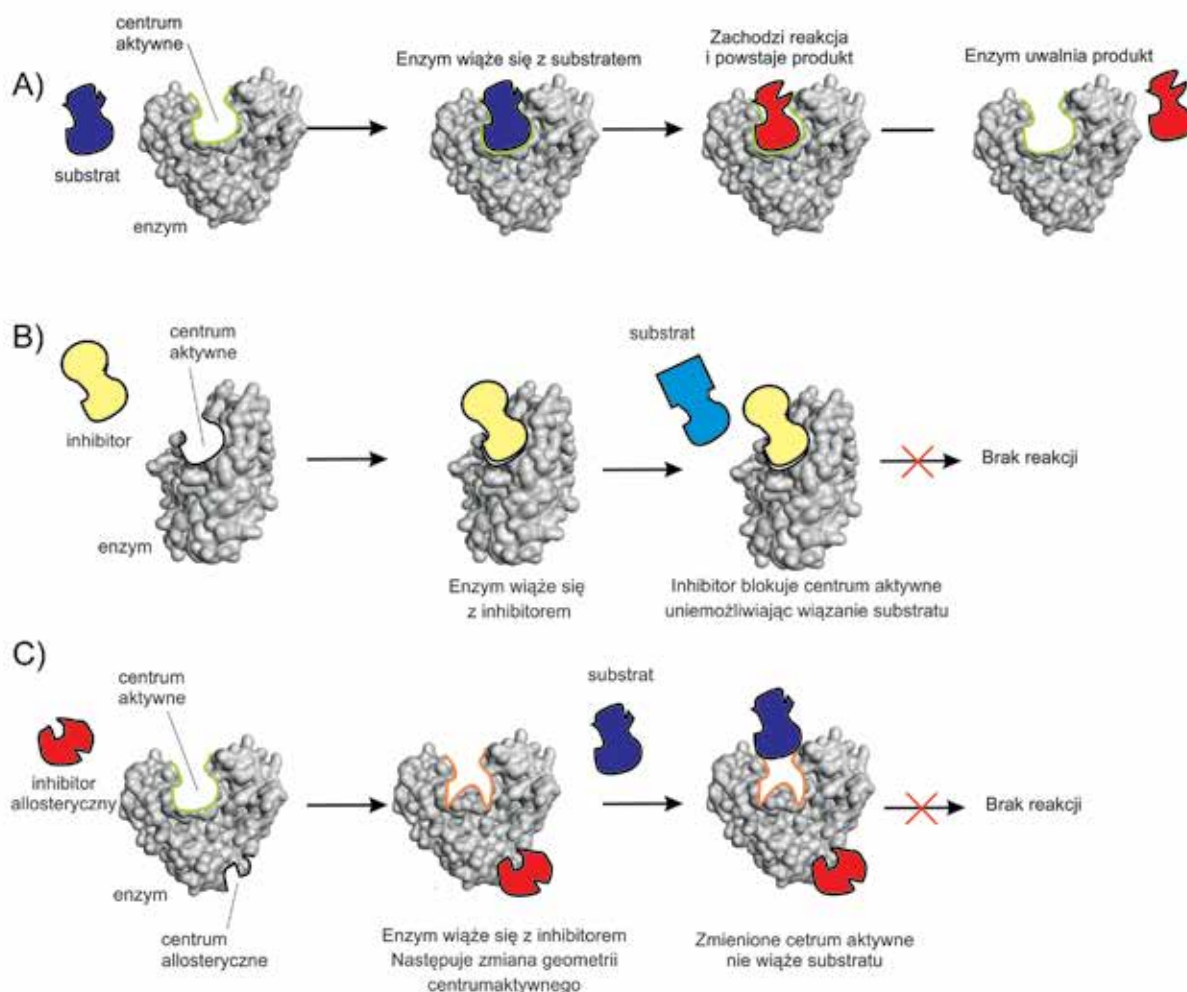 A)
centrum
aktywne
substrat
enzym
Enzym wiąże się z substratem
Zachodzi reakcja
i powstaje produkt
Enzym uwalnia produkt
B)
inhibitor
centrum
aktywne
enzym
Enzym wiąże się
z inhibitorem
substrat
Inhibitor blokuje centrum aktywne
uniemożliwiając wiązanie substratu
Brak reakcji
C)
inhibitor
allosteryczny
centrum
aktywne
enzym
centrum
allosteryczne
Enzym wiąże się z inhibitorem
Następuje zmiana geometrii
centrumaktywnego
substrat
Zmienione cetrum aktywne
nie wiąże substratu
Brak reakcji